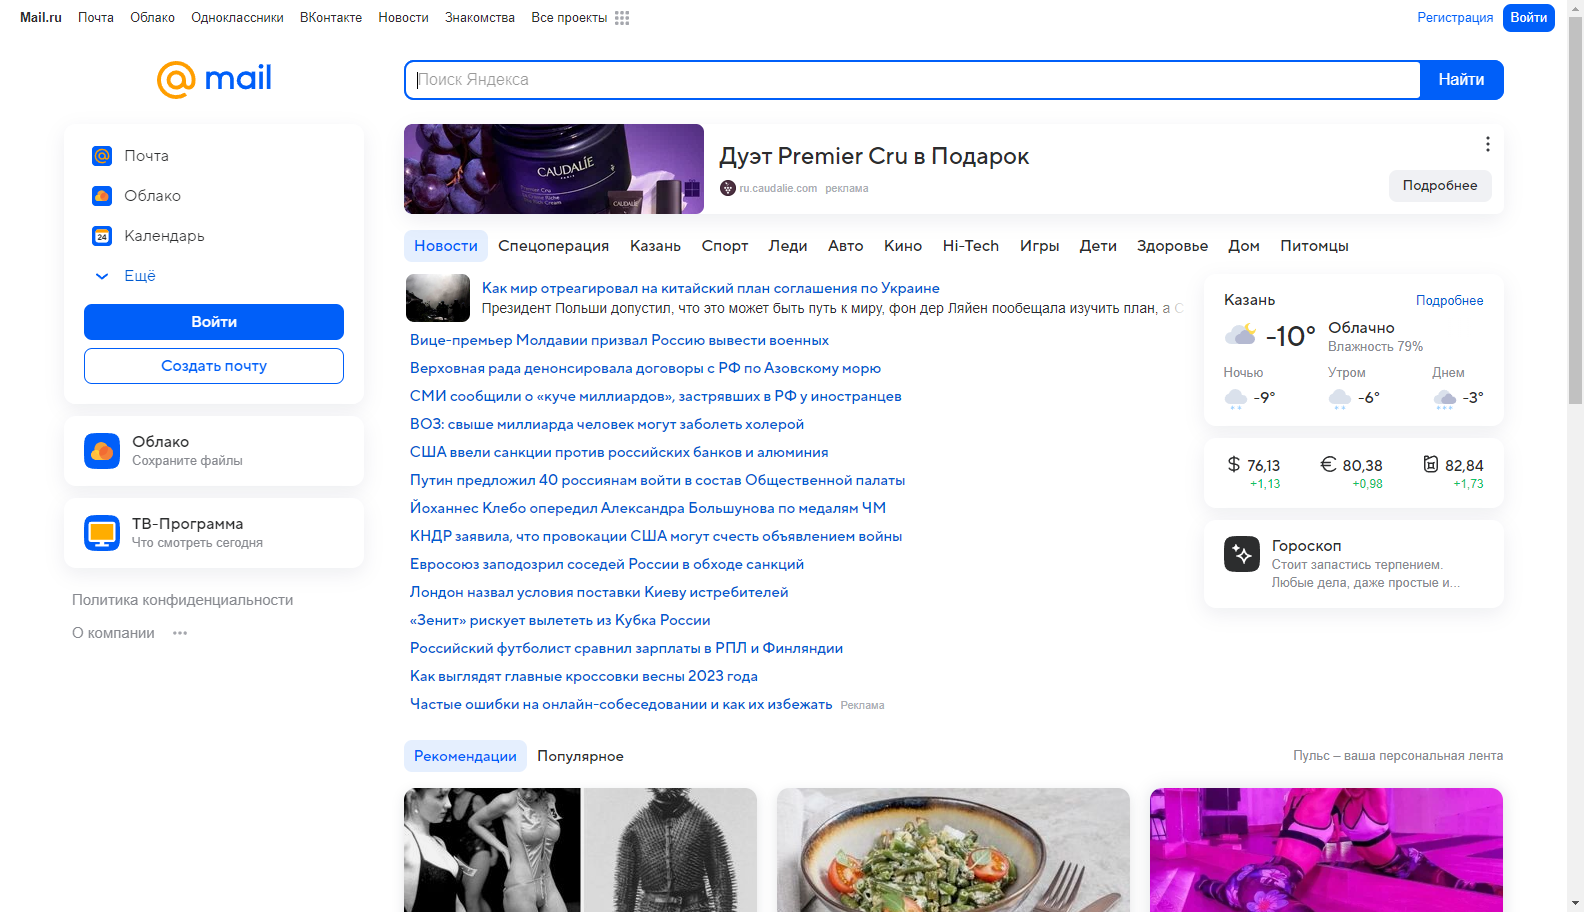 Mail.ru Почта Облако Одноклассники ВКонтакте Новости Знакомства Все проекты
Регистрация Войти
@mail
Поиск Яндекса
Найти
Почта
Облако
24 Календарь
Ещё
Войти
Создать почту
Облако
Сохраните файлы
ТВ-Программа
Что смотреть сегодня
Политика конфиденциальности
О компании •••
CAUDALÍE
PARIS
Premier Cru
CAUDALÍE
Дуэт Premier Cru в Подарок
ru.caudalie.com реклама
Подробнее
Новости Спецоперация Казань Спорт Леди Авто Кино Hi-Tech Игры Дети Здоровье Дом Питомцы
Как мир отреагировал на китайский план соглашения по Украине
Президент Польши допустил, что это может быть путь к миру, фон дер Ляйен пообещала изучить план, а С
Вице-премьер Молдавии призвал Россию вывести военных
Верховная рада денонсировала договоры с РФ по Азовскому морю
СМИ сообщили о «куче миллиардов», застрявших в РФ у иностранцев
ВОЗ: свыше миллиарда человек могут заболеть холерой
США ввели санкции против российских банков и алюминия
Путин предложил 40 россиянам войти в состав Общественной палаты
Йоханнес Клебо опередил Александра Большунова по медалям ЧМ
КНДР заявила, что провокации США могут счесть объявлением войны
Евросоюз заподозрил соседей России в обходе санкций
Лондон назвал условия поставки Киеву истребителей
«Зенит» рискует вылететь из Кубка России
Российский футболист сравнил зарплаты в РПЛ и Финляндии
Как выглядят главные кроссовки весны 2023 года
Частые ошибки на онлайн-собеседовании и как их избежать Реклама
Казань Подробнее
-10° Облачно
Влажность 79%
Ночью Утром Днем
-9° -6° -3°
$ 76,13 € 80,38 82,84
+1,13 +0,98 +1,73
Гороскоп
Стоит запастись терпением.
Любые дела, даже простые и...
Рекомендации Популярное
Пульс – ваша персональная лента